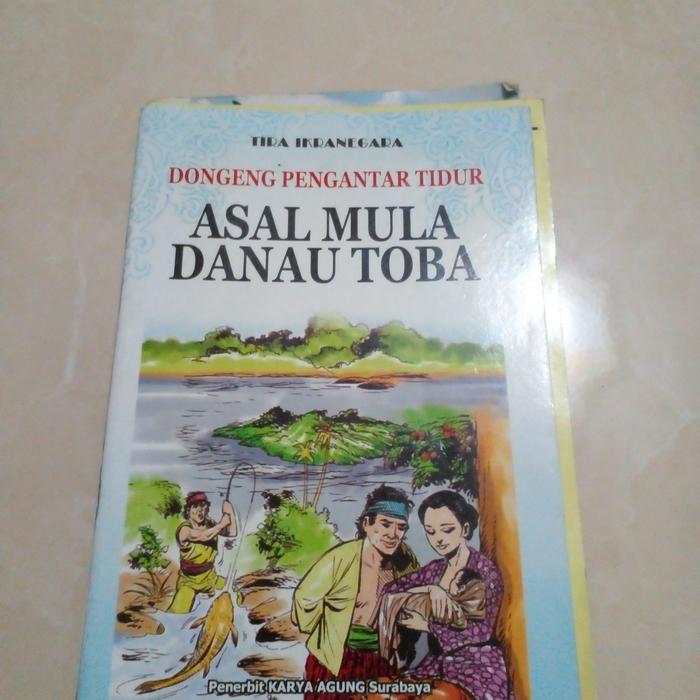 TIRA IKRANEGARA
DONGENG PENGANTAR TIDUR
ASAL MULA
DANAU TOBA
Penerbit KARYA AGUNG Surabaya